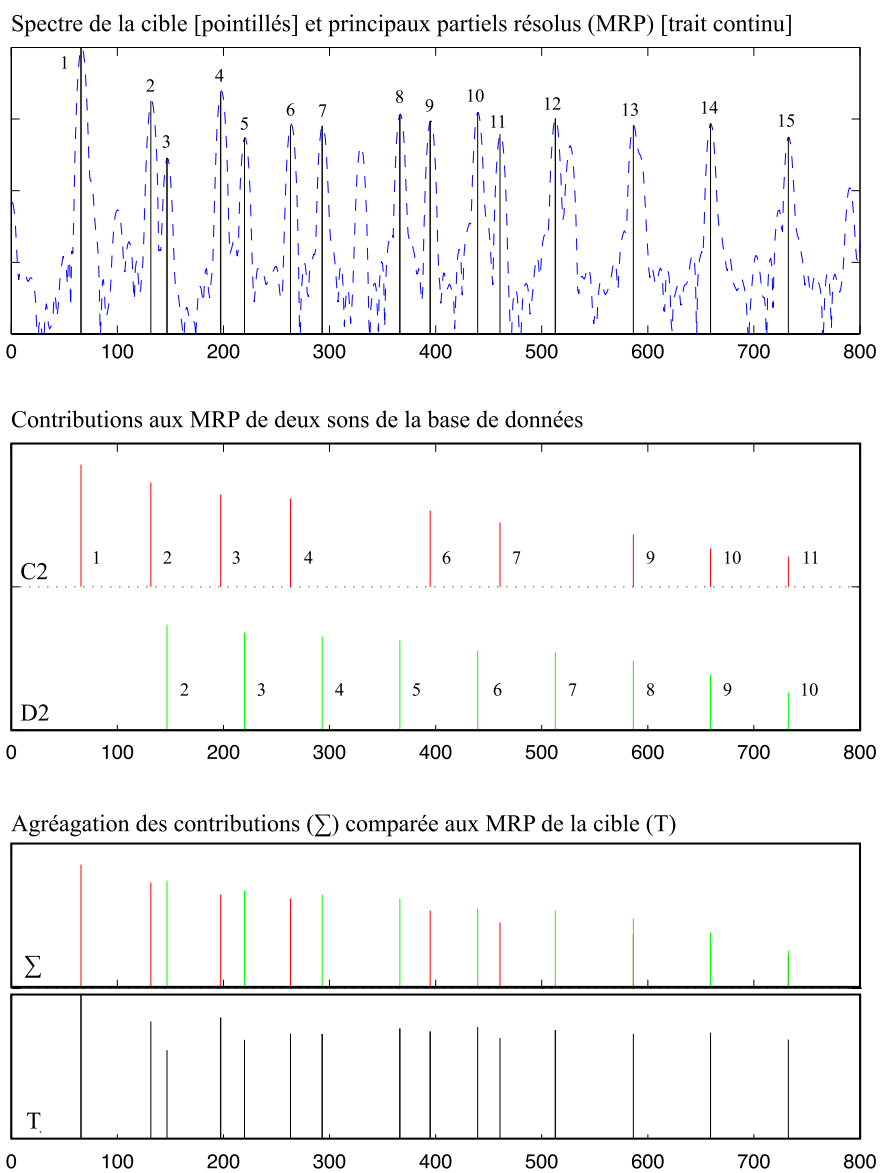 Spectre de la cible [pointillés] et principaux partiels résolus (MRP) [trait continu]
1 2 3 4 5 6 7 8 9 10 11 12 13 14 15
0 100 200 300 400 500 600 700 800
Contributions aux MRP de deux sons de la base de données
C2 1 2 3 4 6 7 9 10 11
D2 2 3 4 5 6 7 8 9 10
0 100 200 300 400 500 600 700 800
Agréagation des contributions (∑) comparée aux MRP de la cible (T)
∑
T
0 100 200 300 400 500 600 700 800